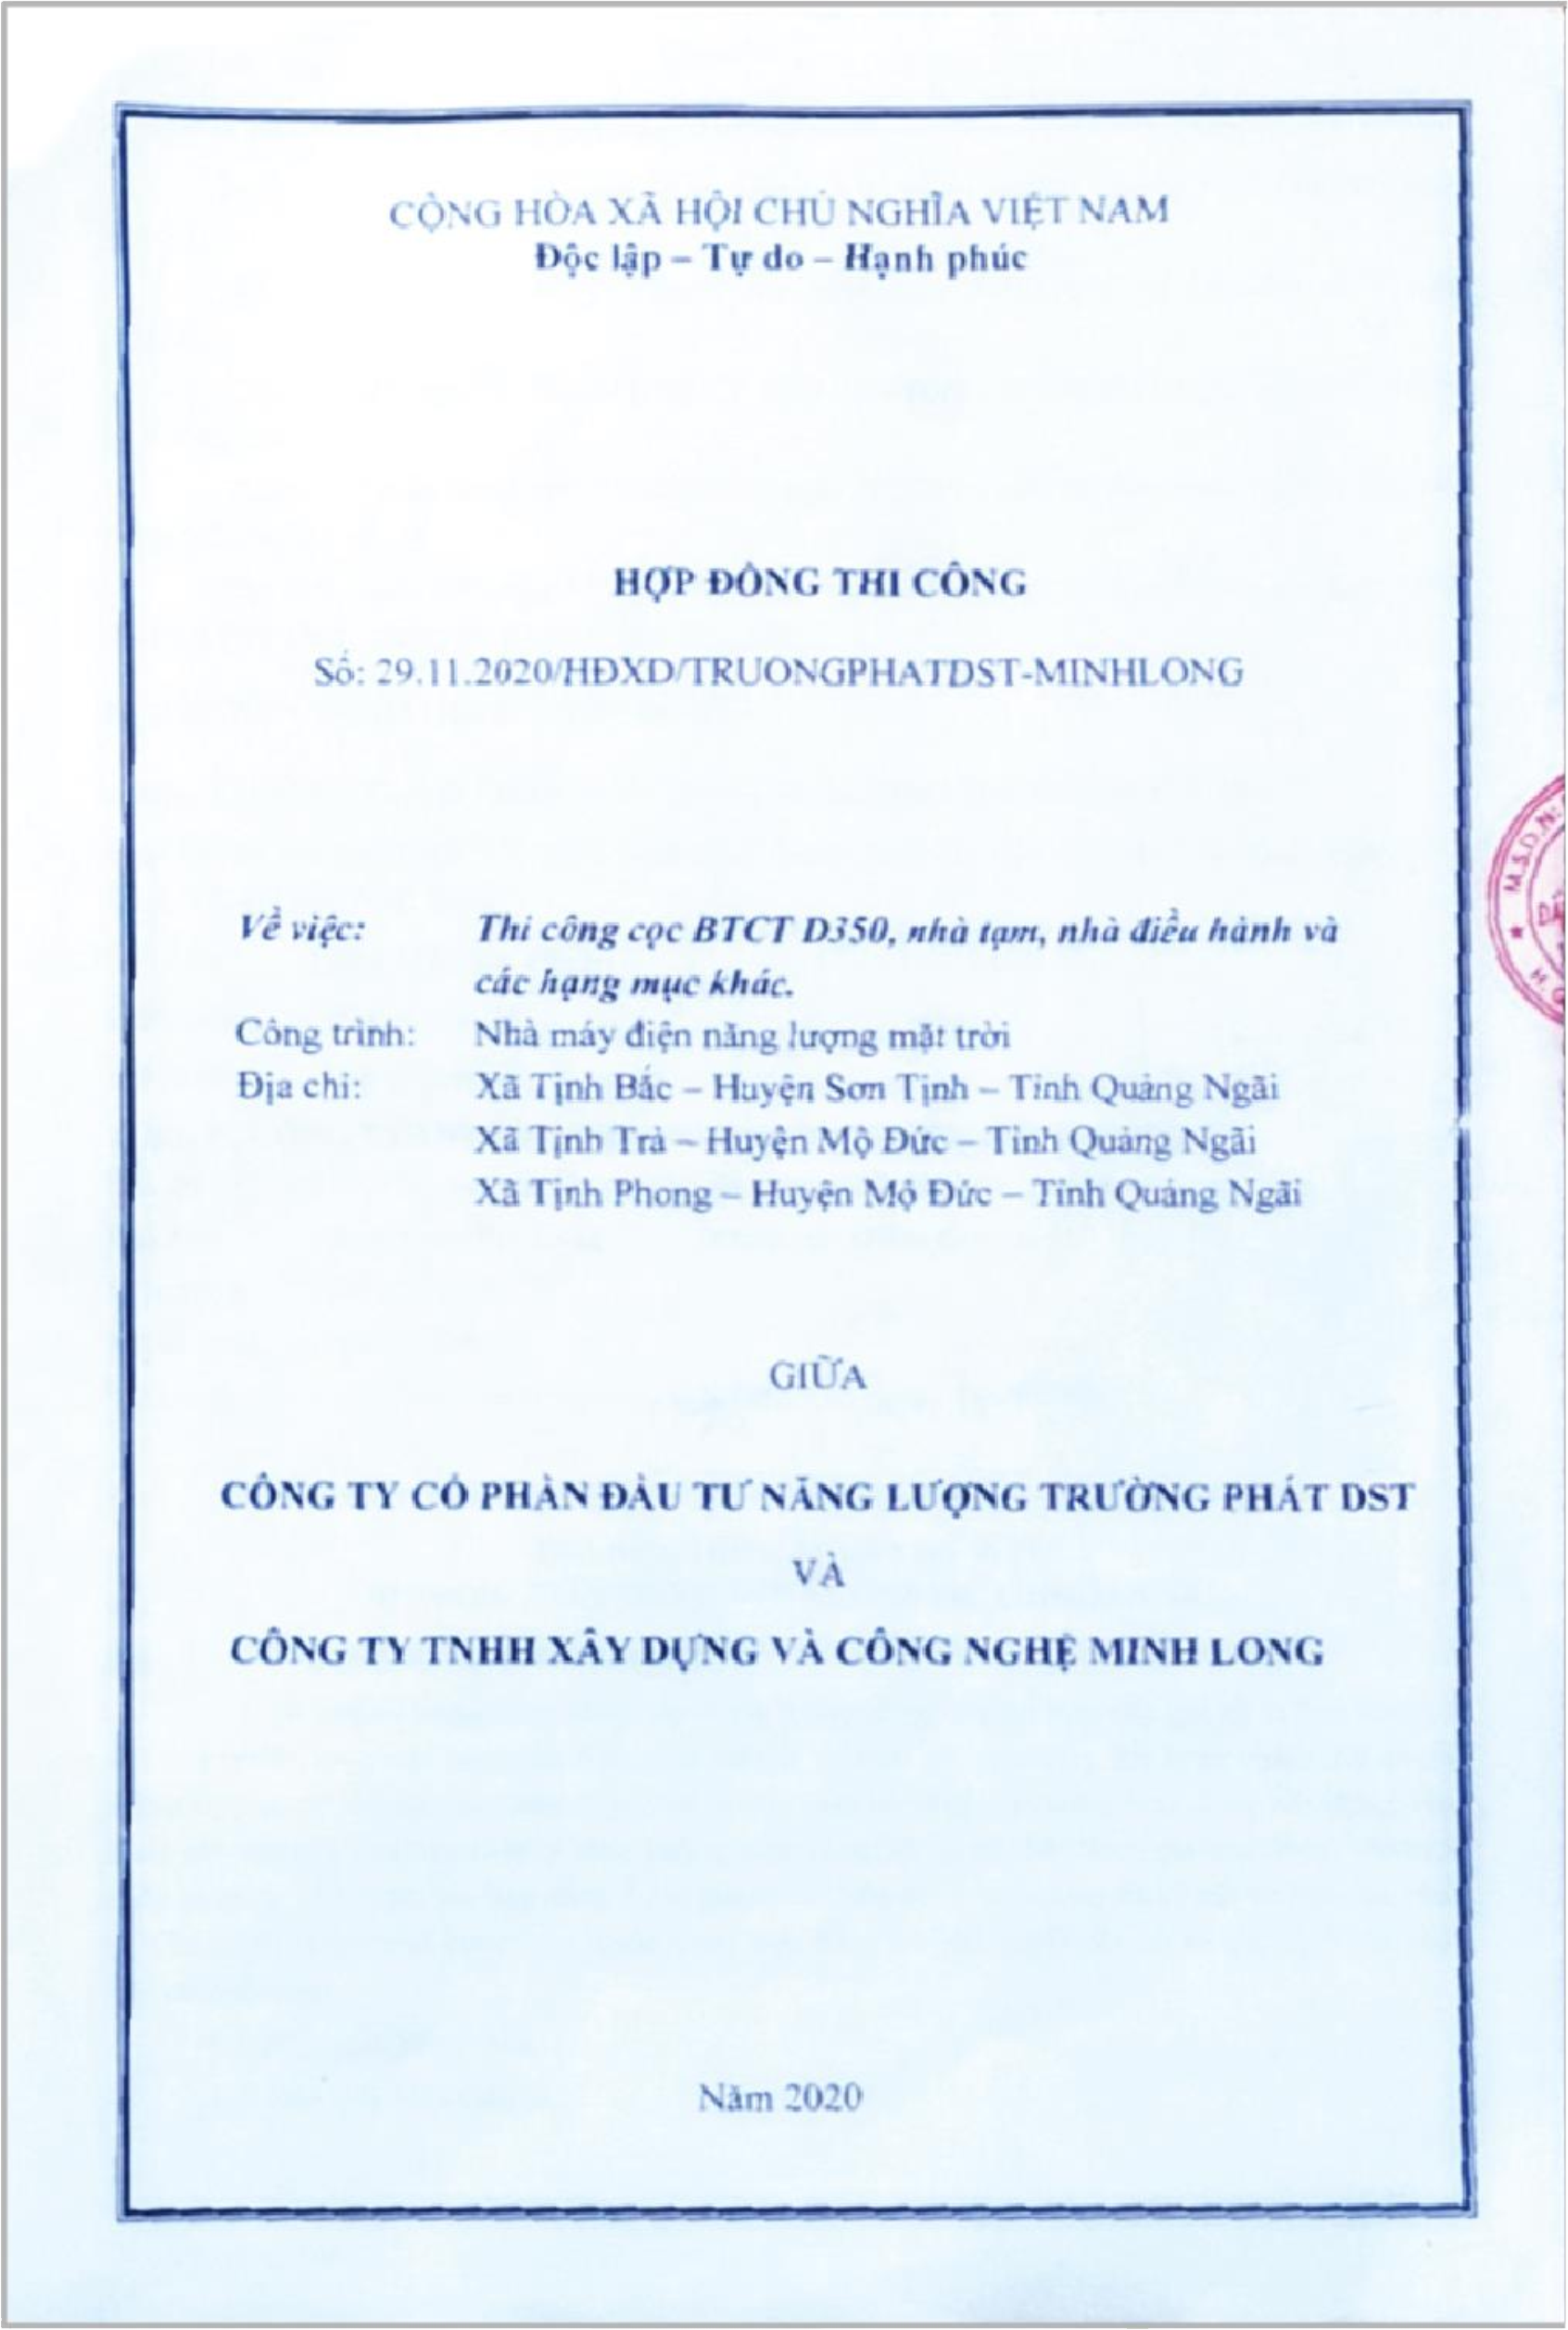 CỘNG HÒA XÃ HỘI CHỦ NGHĨA VIỆT NAM
Độc lập – Tự do – Hạnh phúc
HỢP ĐỒNG THI CÔNG
Số: 29.11.2020/HĐXD/TRUONGPHATDST-MINHLONG
Về việc: Thi công cọc BTCT D350, nhà tạm, nhà điều hành và
các hạng mục khác.
Công trình: Nhà máy điện năng lượng mặt trời
Địa chỉ: Xã Tịnh Bắc – Huyện Sơn Tịnh – Tỉnh Quảng Ngãi
Xã Tịnh Trà – Huyện Mộ Đức – Tỉnh Quảng Ngãi
Xã Tịnh Phong – Huyện Mộ Đức – Tỉnh Quảng Ngãi
M.S.D.N:
GIỮA
CÔNG TY CỔ PHẦN ĐẦU TƯ NĂNG LƯỢNG TRƯỜNG PHÁT DST
VÀ
CÔNG TY TNHH XÂY DỰNG VÀ CÔNG NGHỆ MINH LONG
Năm 2020